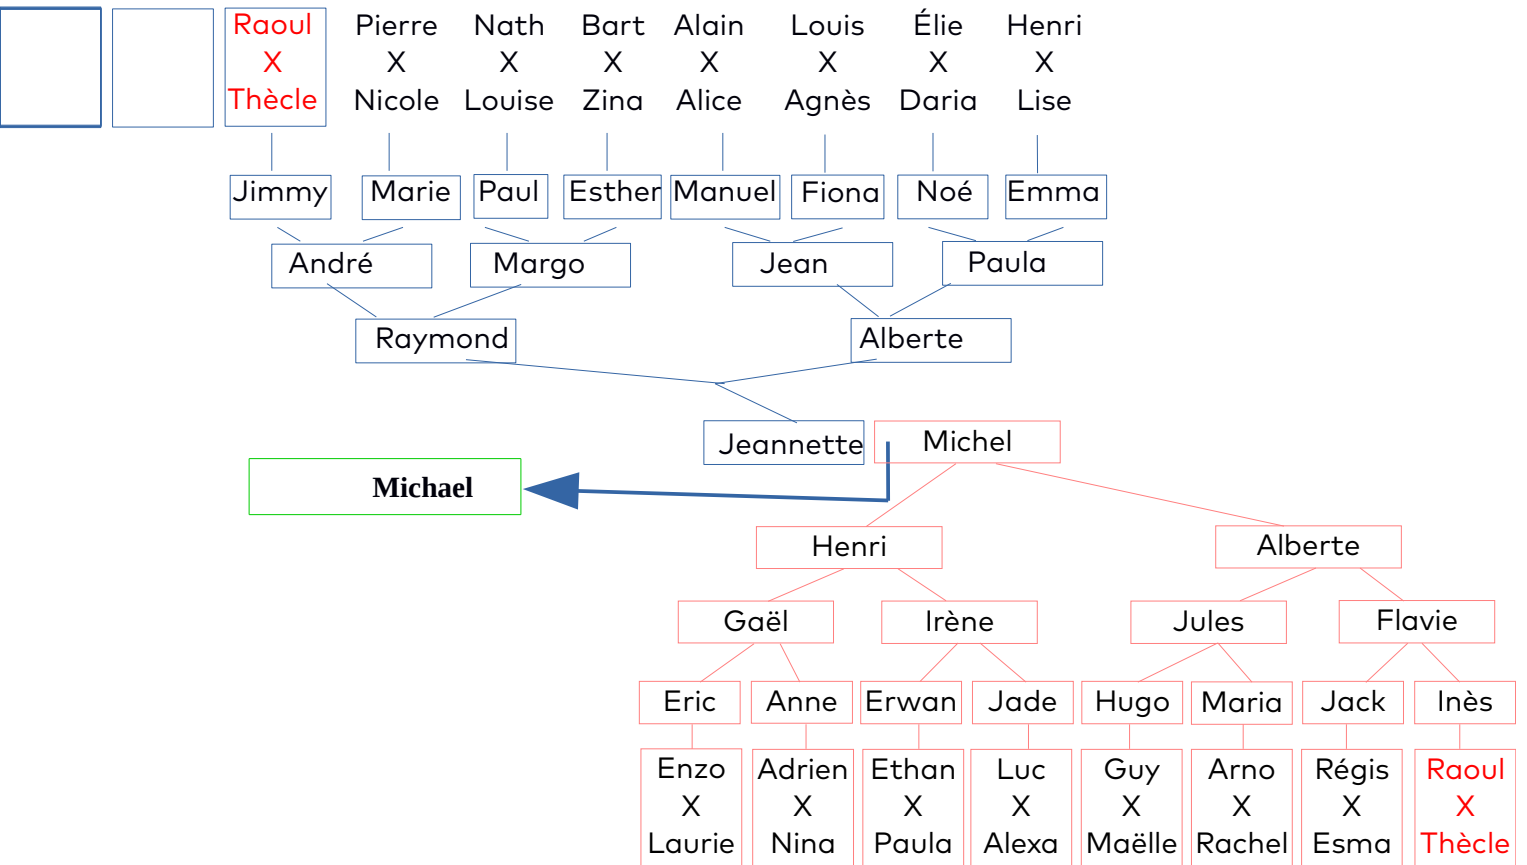 Raoul Pierre Nath Bart Alain Louis Élie Henri
X X X X X X X X
Thècle Nicole Louise Zina Alice Agnès Daria Lise
Jimmy Marie Paul Esther Manuel Fiona Noé Emma
André Margo Jean Paula
Raymond Alberte
Jeannette Michel
Michael
Henri Alberte
Gaël Irène Jules Flavie
Eric Anne Erwan Jade Hugo Maria Jack Inès
Enzo Adrien Ethan Luc Guy Arno Régis Raoul
X X X X X X X X
Laurie Nina Paula Alexa Maëlle Rachel Esma Thècle